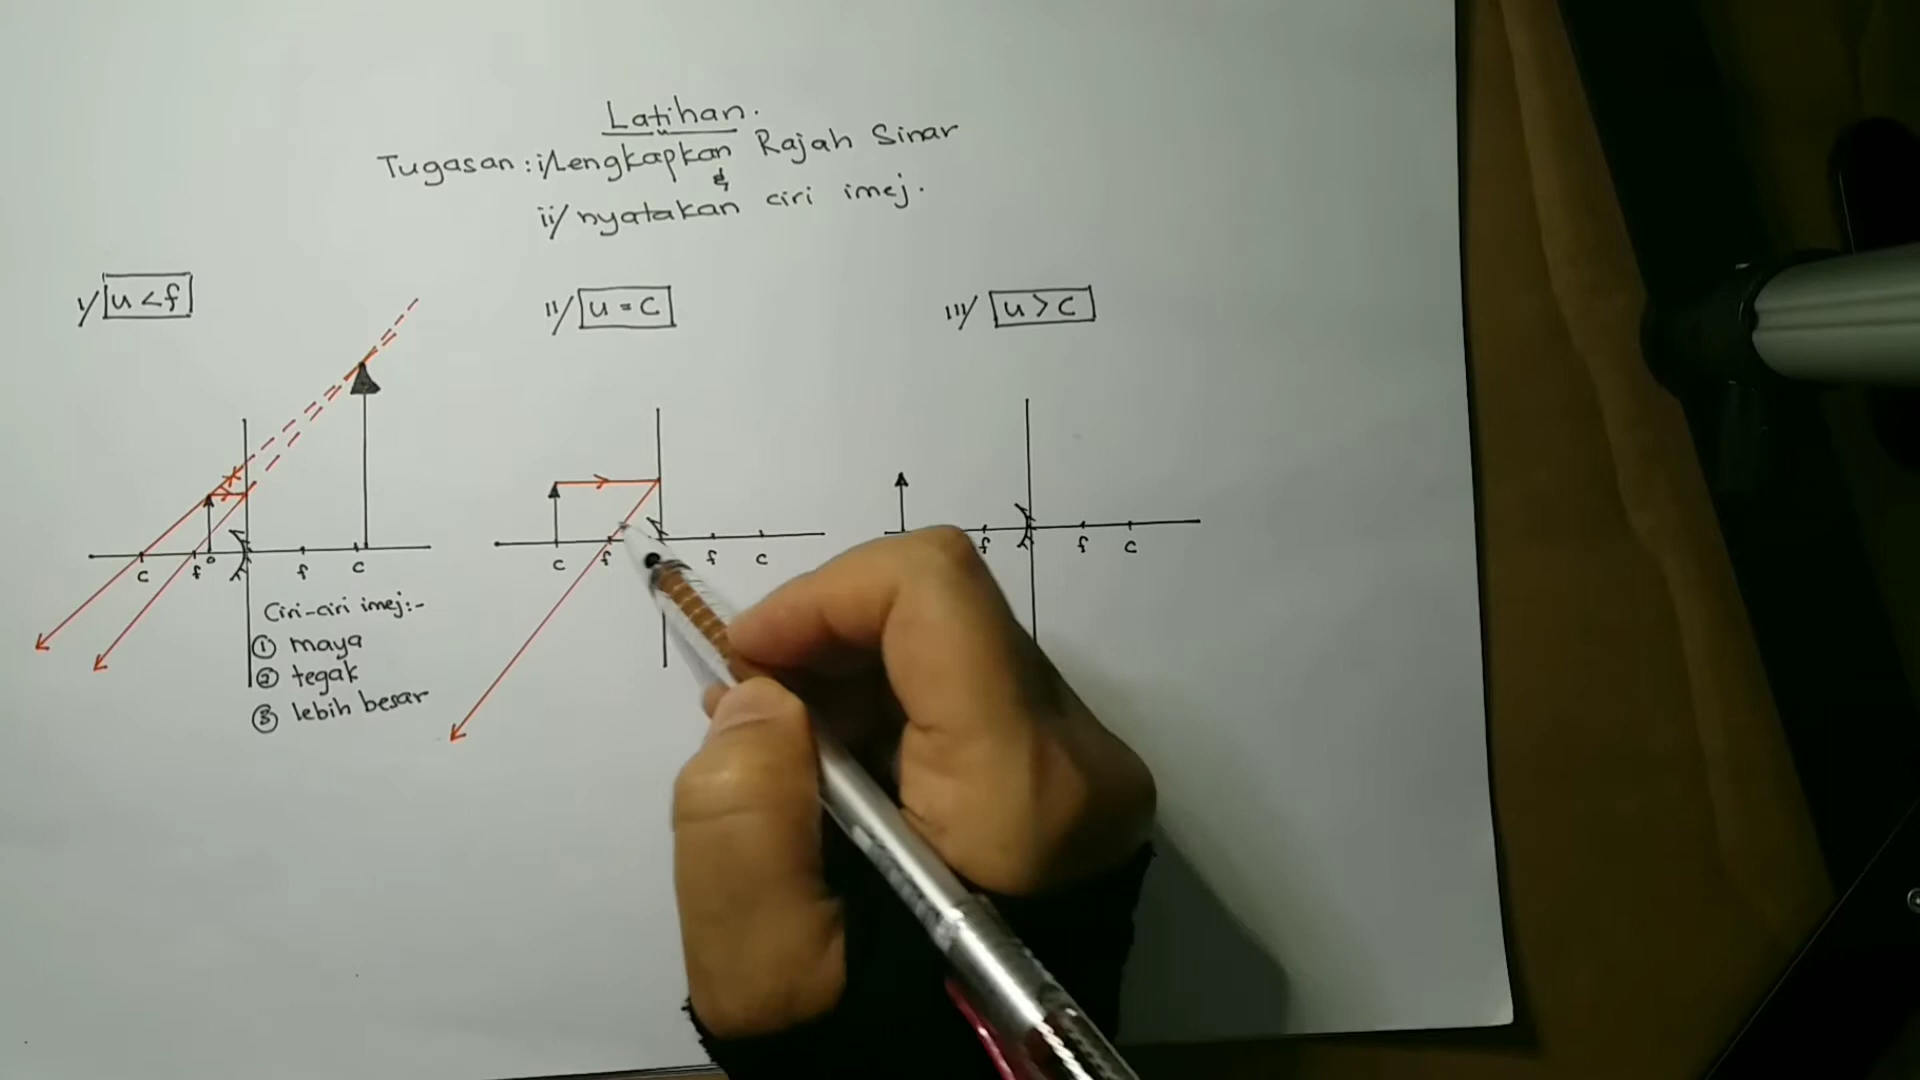 Latihan.
Tugasan : i/Lengkapkan Rajah Sinar
&
ii/ nyatakan ciri imej.
i/ u < f
ii/ u = c
iii/ u > c
c f o f c
c f f c
f f c
Ciri-ciri imej:-
① maya
② tegak
③ lebih besar